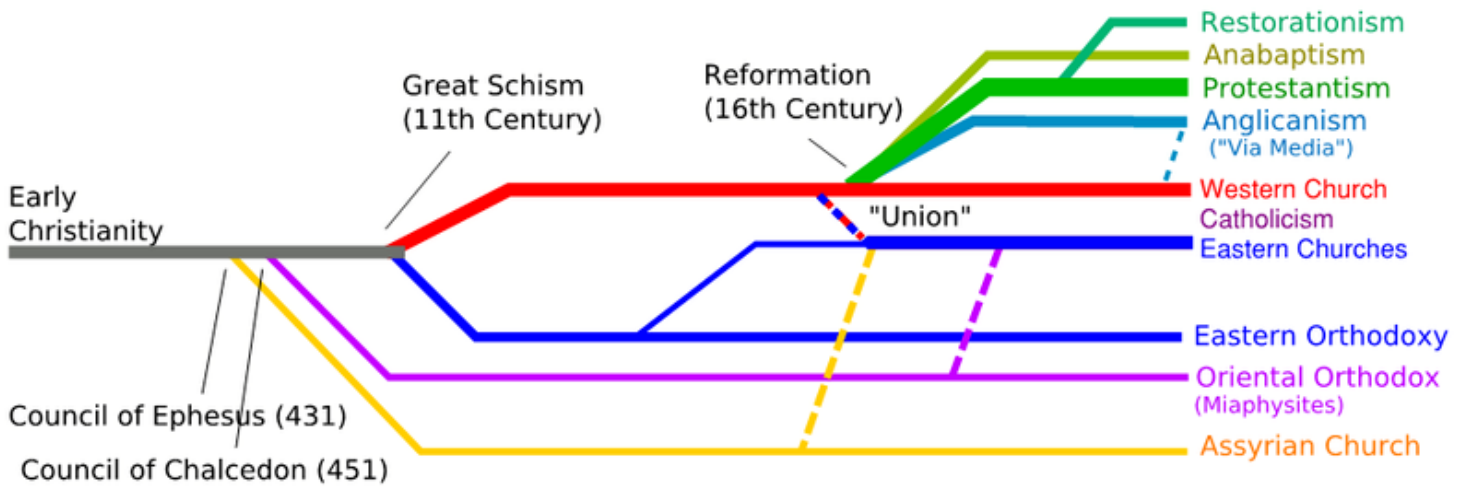 Restorationism
Anabaptism
Great Schism
(11th Century)
Reformation
(16th Century)
Protestantism
Anglicanism
("Via Media")
Early
Christianity
Western Church
"Union"
Catholicism
Eastern Churches
Eastern Orthodoxy
Oriental Orthodox
(Miaphysites)
Council of Ephesus (431)
Assyrian Church
Council of Chalcedon (451)